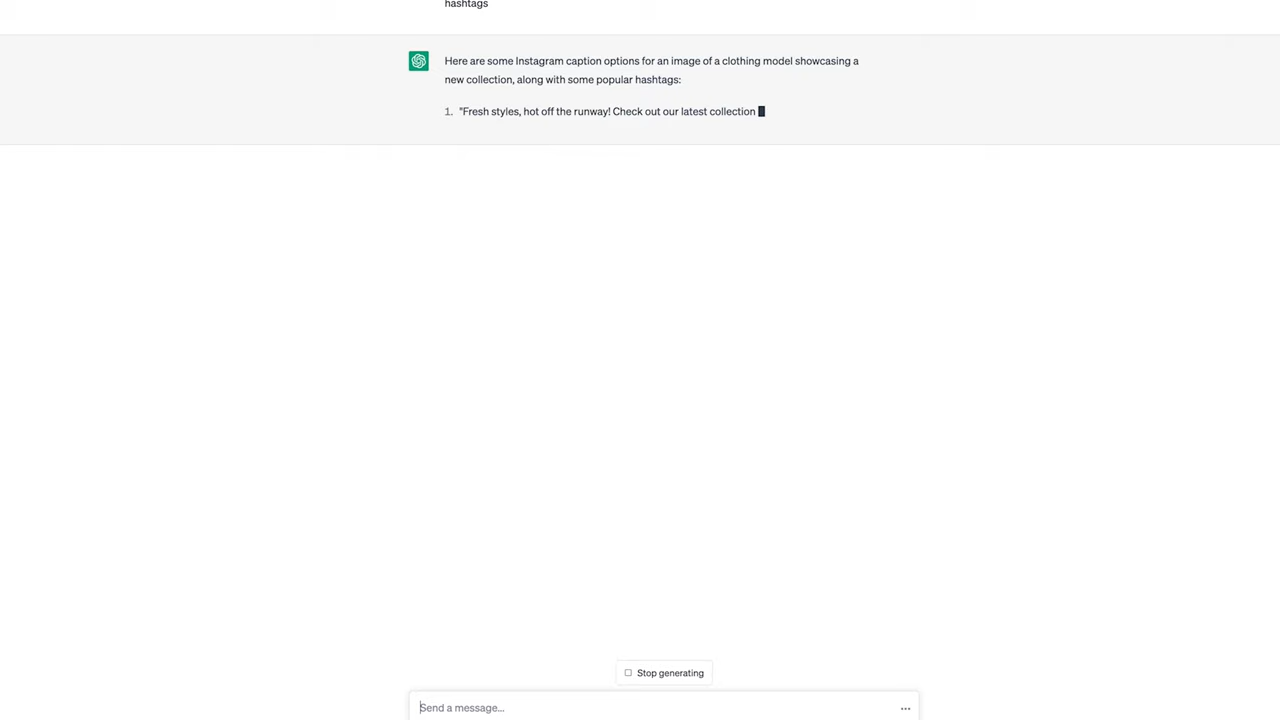 hashtags
Here are some Instagram caption options for an image of a clothing model showcasing a
new collection, along with some popular hashtags:
1. "Fresh styles, hot off the runway! Check out our latest collection
Stop generating
Send a message...